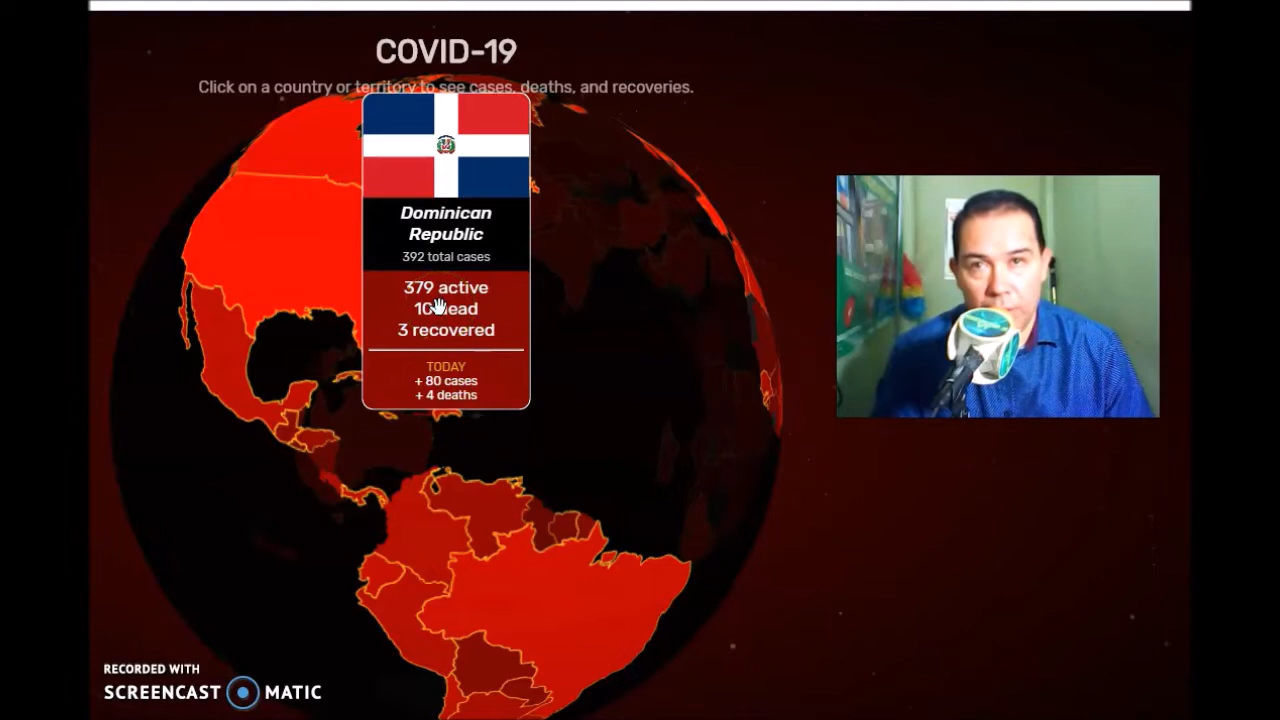 COVID-19
Click on a country or territory to see cases, deaths, and recoveries.
Dominican
Republic
392 total cases
379 active
10 dead
3 recovered
TODAY
+ 80 cases
+ 4 deaths
RECORDED WITH
SCREENCAST MATIC